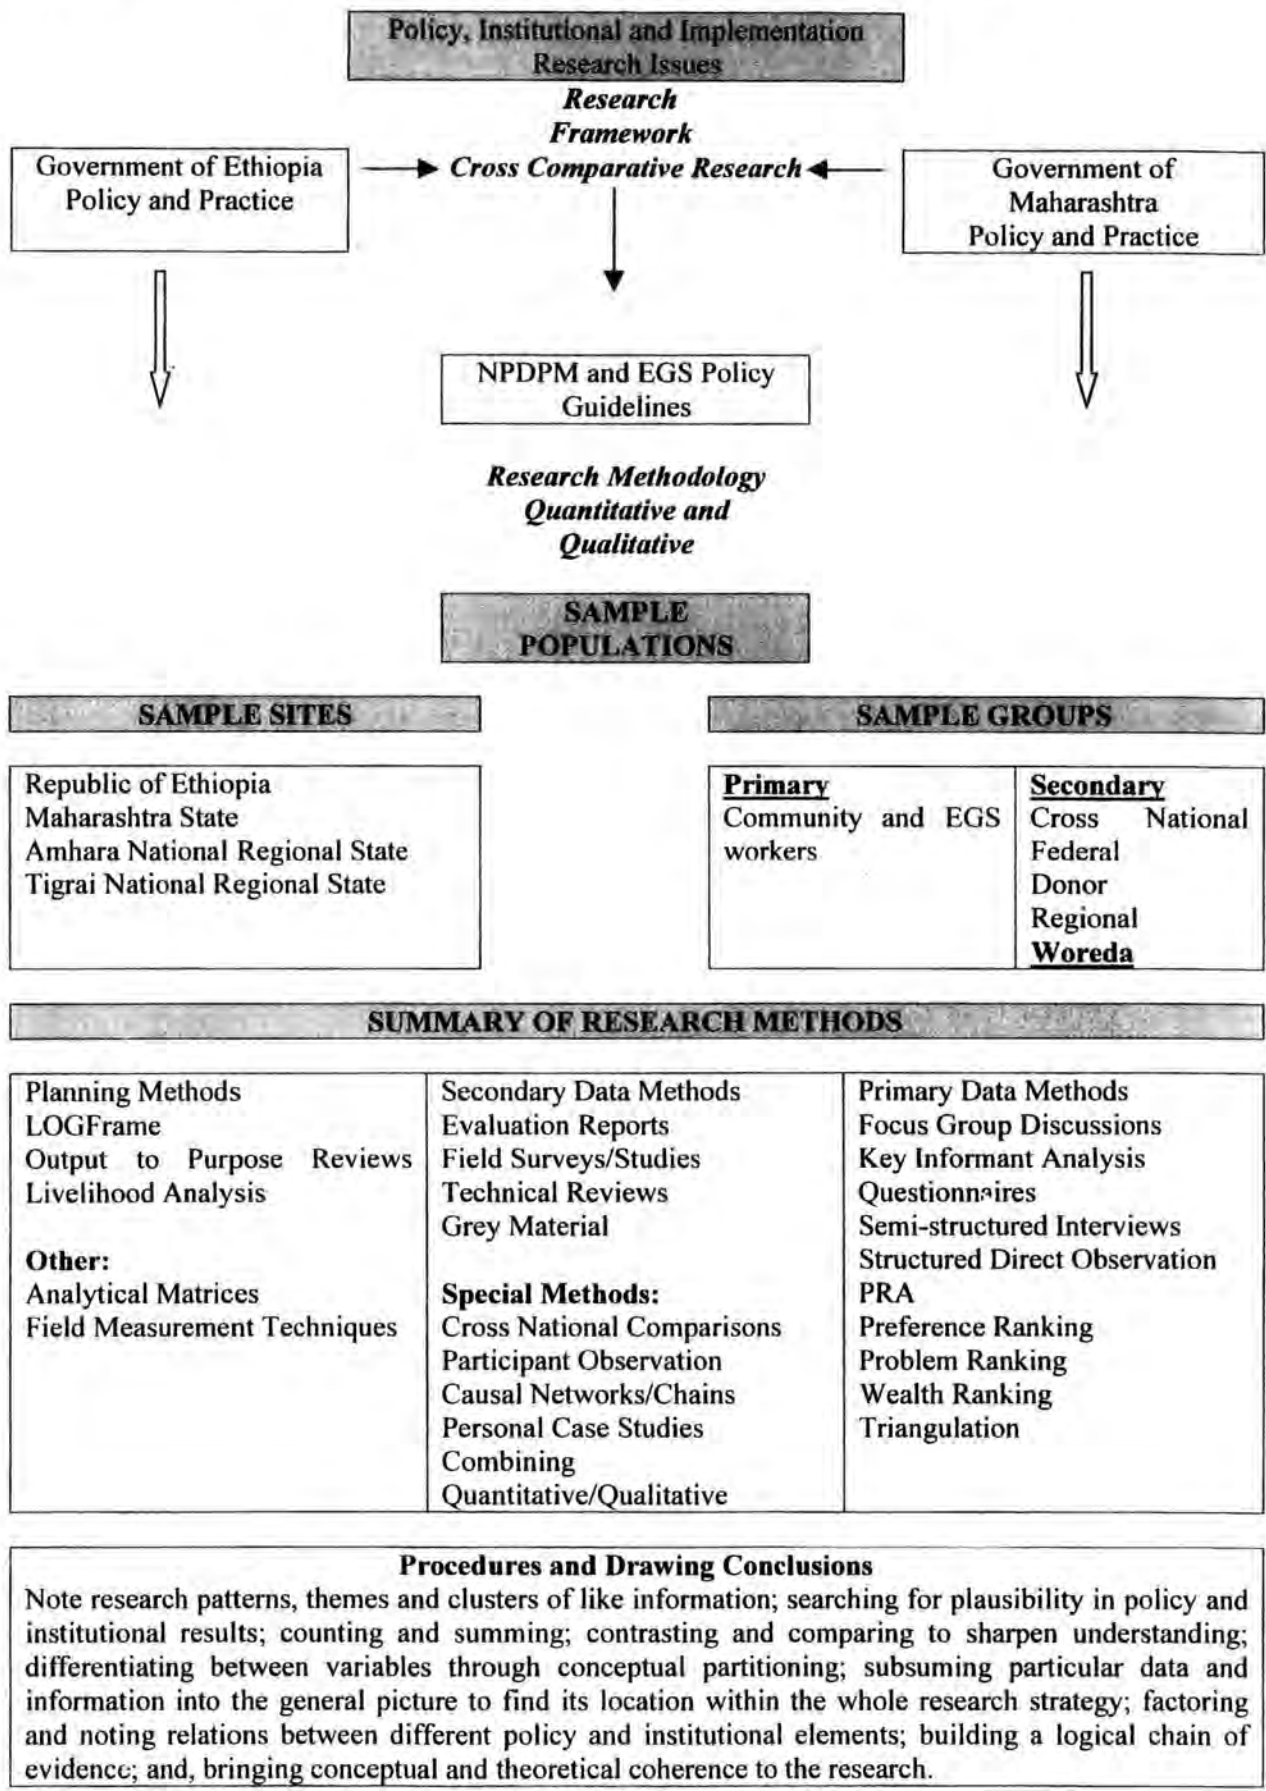 Policy, Institutional and Implementation
Research Issues
Research
Framework
Cross Comparative Research
Government of Ethiopia
Policy and Practice
Government of
Maharashtra
Policy and Practice
NPDPM and EGS Policy
Guidelines
Research Methodology
Quantitative and
Qualitative
SAMPLE
POPULATIONS
SAMPLE SITES
Republic of Ethiopia
Maharashtra State
Amhara National Regional State
Tigrai National Regional State
SAMPLE GROUPS
Primary
Community and EGS
workers
Secondary
Cross National
Federal
Donor
Regional
Woreda
SUMMARY OF RESEARCH METHODS
Planning Methods
LOGFrame
Output to Purpose Reviews
Livelihood Analysis
Other:
Analytical Matrices
Field Measurement Techniques
Secondary Data Methods
Evaluation Reports
Field Surveys/Studies
Technical Reviews
Grey Material
Special Methods:
Cross National Comparisons
Participant Observation
Causal Networks/Chains
Personal Case Studies
Combining
Quantitative/Qualitative
Primary Data Methods
Focus Group Discussions
Key Informant Analysis
Questionnaires
Semi-structured Interviews
Structured Direct Observation
PRA
Preference Ranking
Problem Ranking
Wealth Ranking
Triangulation
Procedures and Drawing Conclusions
Note research patterns, themes and clusters of like information; searching for plausibility in policy and
institutional results; counting and summing; contrasting and comparing to sharpen understanding;
differentiating between variables through conceptual partitioning; subsuming particular data and
information into the general picture to find its location within the whole research strategy; factoring
and noting relations between different policy and institutional elements; building a logical chain of
evidence; and, bringing conceptual and theoretical coherence to the research.